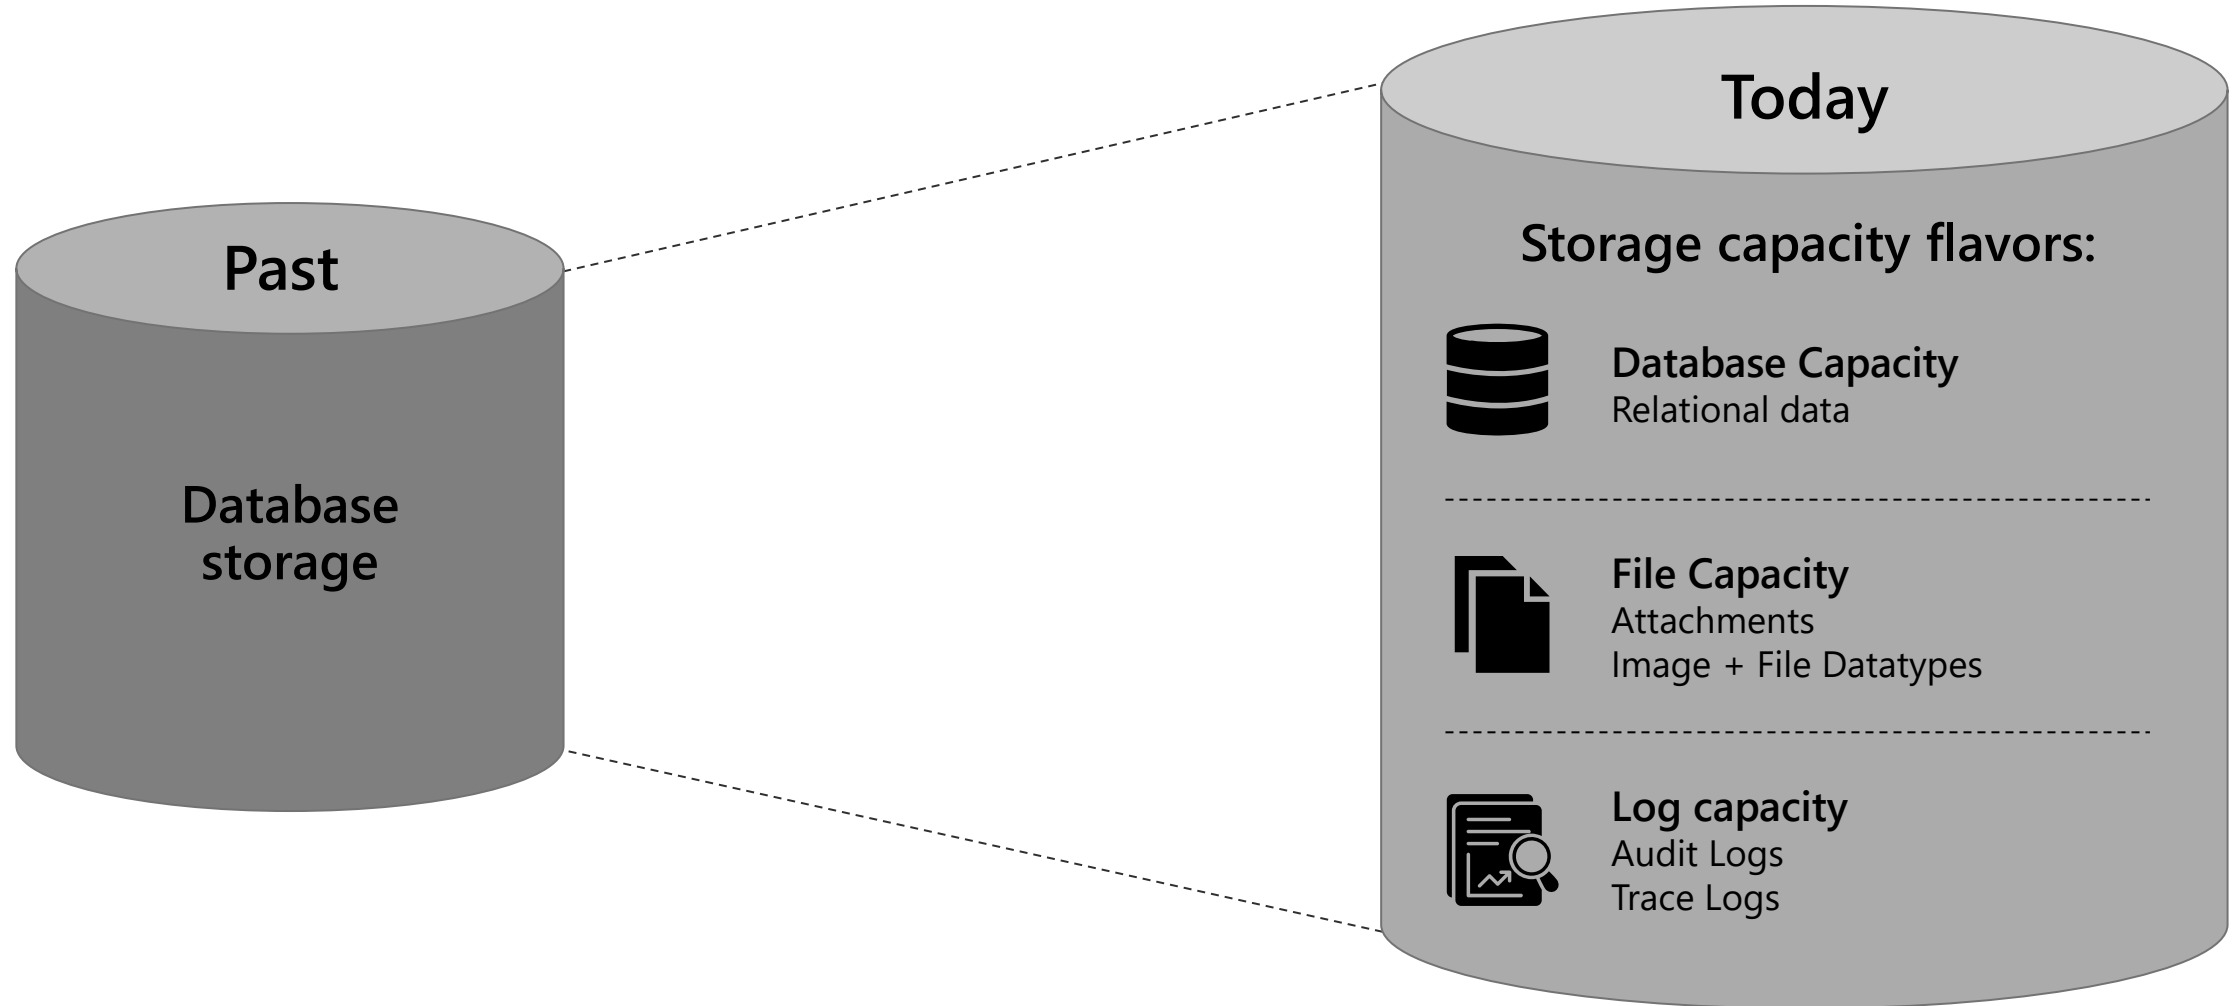 Past
Database
storage
Today
Storage capacity flavors:
Database Capacity
Relational data
File Capacity
Attachments
Image + File Datatypes
Log capacity
Audit Logs
Trace Logs